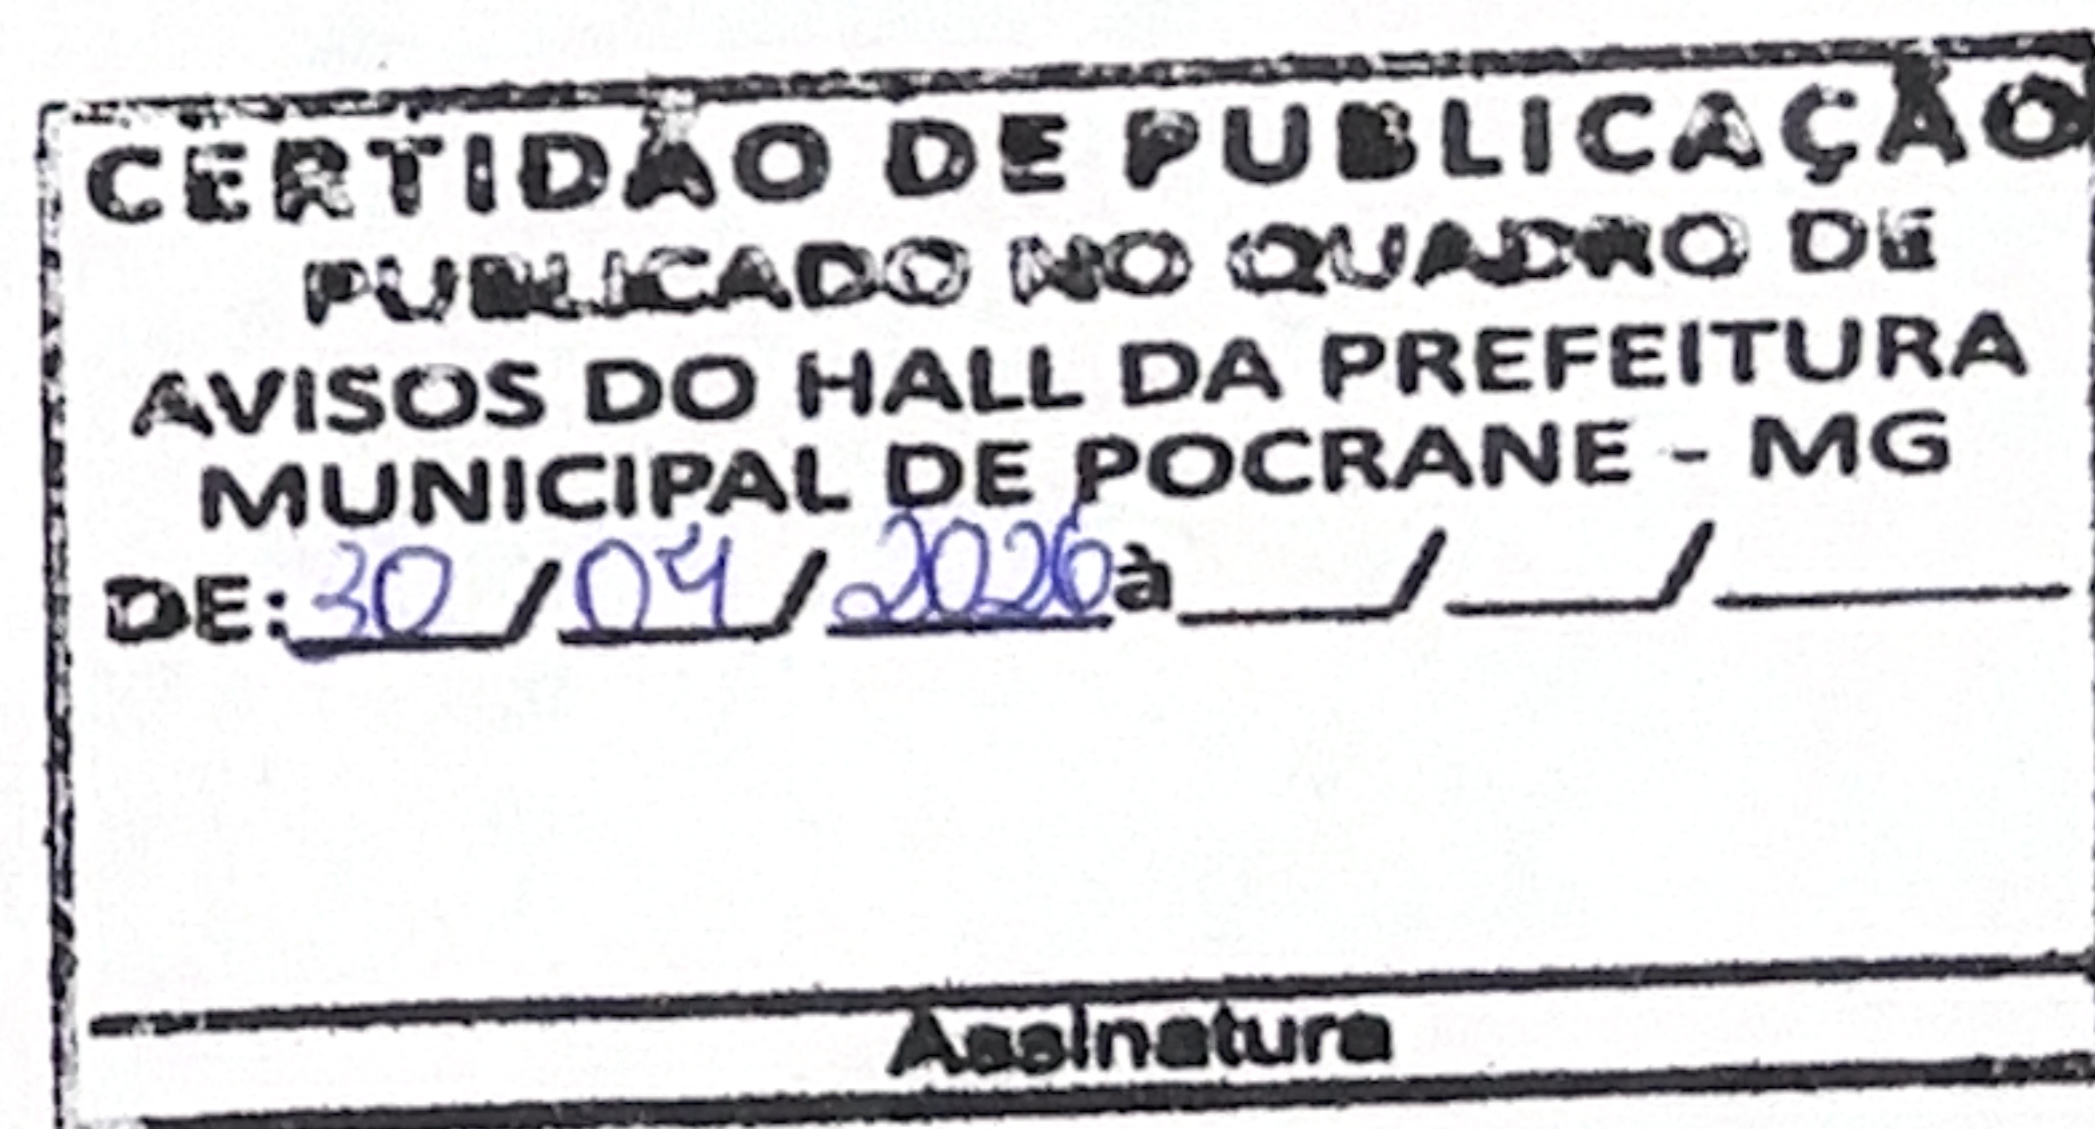 CERTIDÃO DE PUBLICAÇÃO
PUBLICADO NO QUADRO DE
AVISOS DO HALL DA PREFEITURA
MUNICIPAL DE POCRANE - MG
DE: 30 / 04 / 2026 à ___/___/____
Assinatura